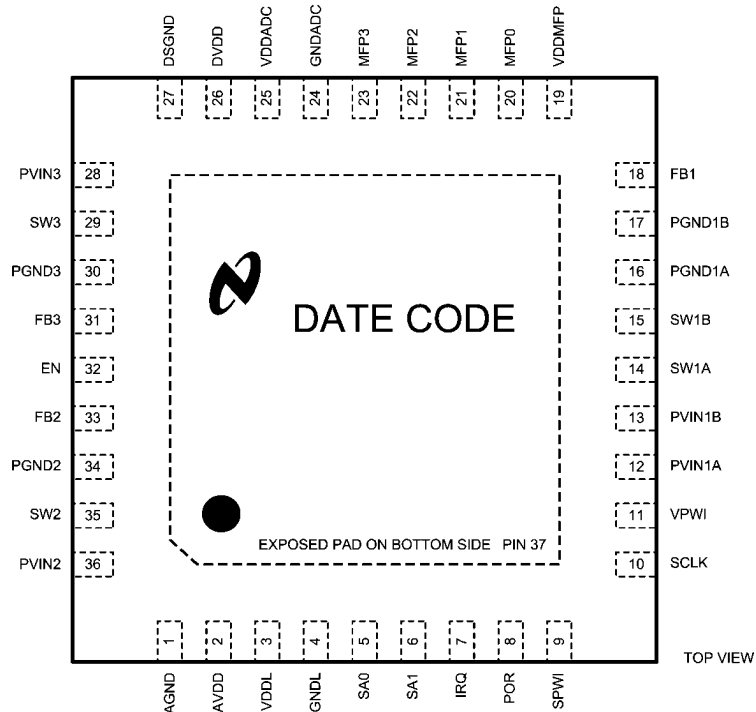 DSGND DVDD VDDADC GNDADC MFP3 MFP2 MFP1 MFP0 VDDMFP
27 26 25 24 23 22 21 20 19
PVIN3 28 18 FB1
SW3 29 17 PGND1B
PGND3 30 16 PGND1A
FB3 31 15 SW1B
DATE CODE
EN 32 14 SW1A
FB2 33 13 PVIN1B
PGND2 34 12 PVIN1A
SW2 35 11 VPWI
EXPOSED PAD ON BOTTOM SIDE PIN 37
PVIN2 36 10 SCLK
1 2 3 4 5 6 7 8 9
AGND AVDD VDDL GNDL SA0 SA1 IRQ POR SPWI
TOP VIEW